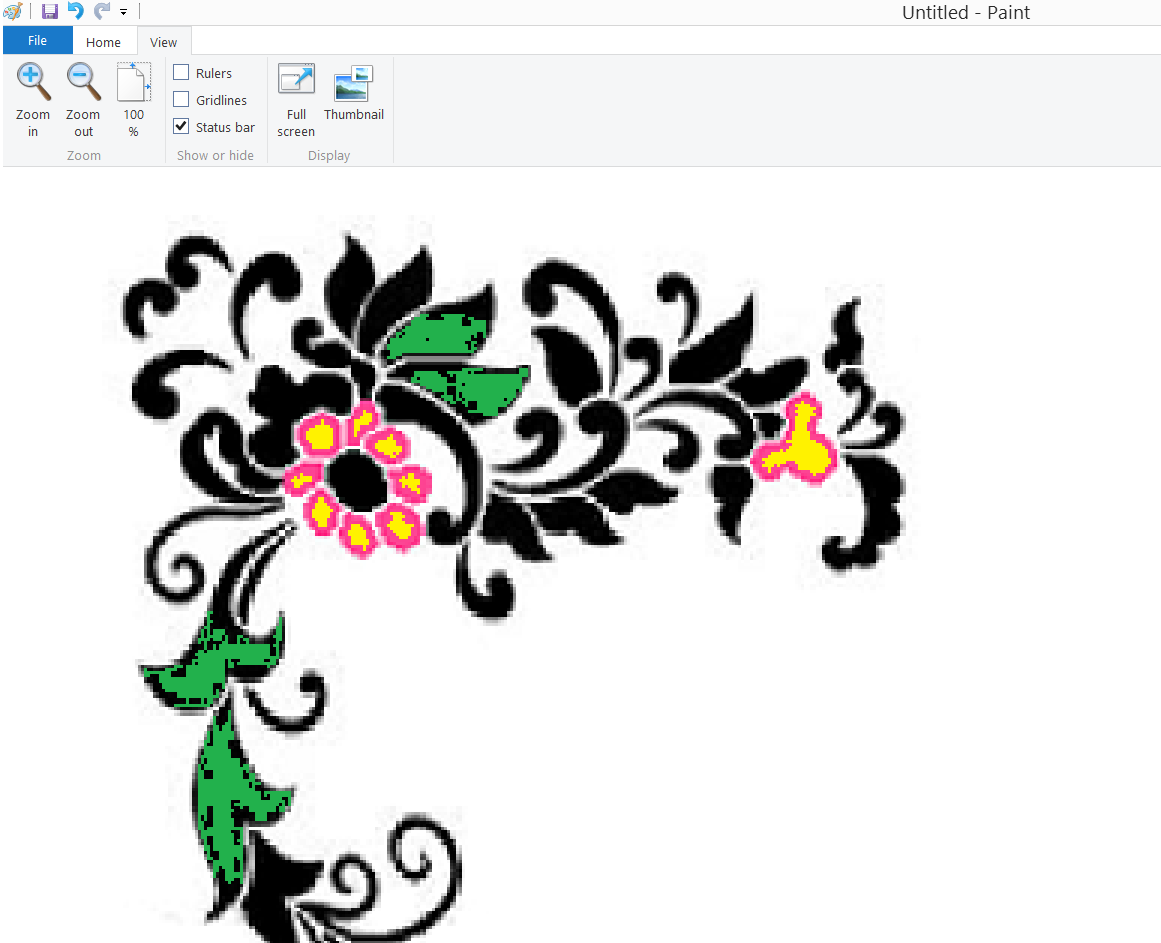 Untitled - Paint
File Home View
Zoom in
Zoom out
100 %
Rulers
Gridlines
Status bar
Full screen
Thumbnail
Zoom
Show or hide
Display